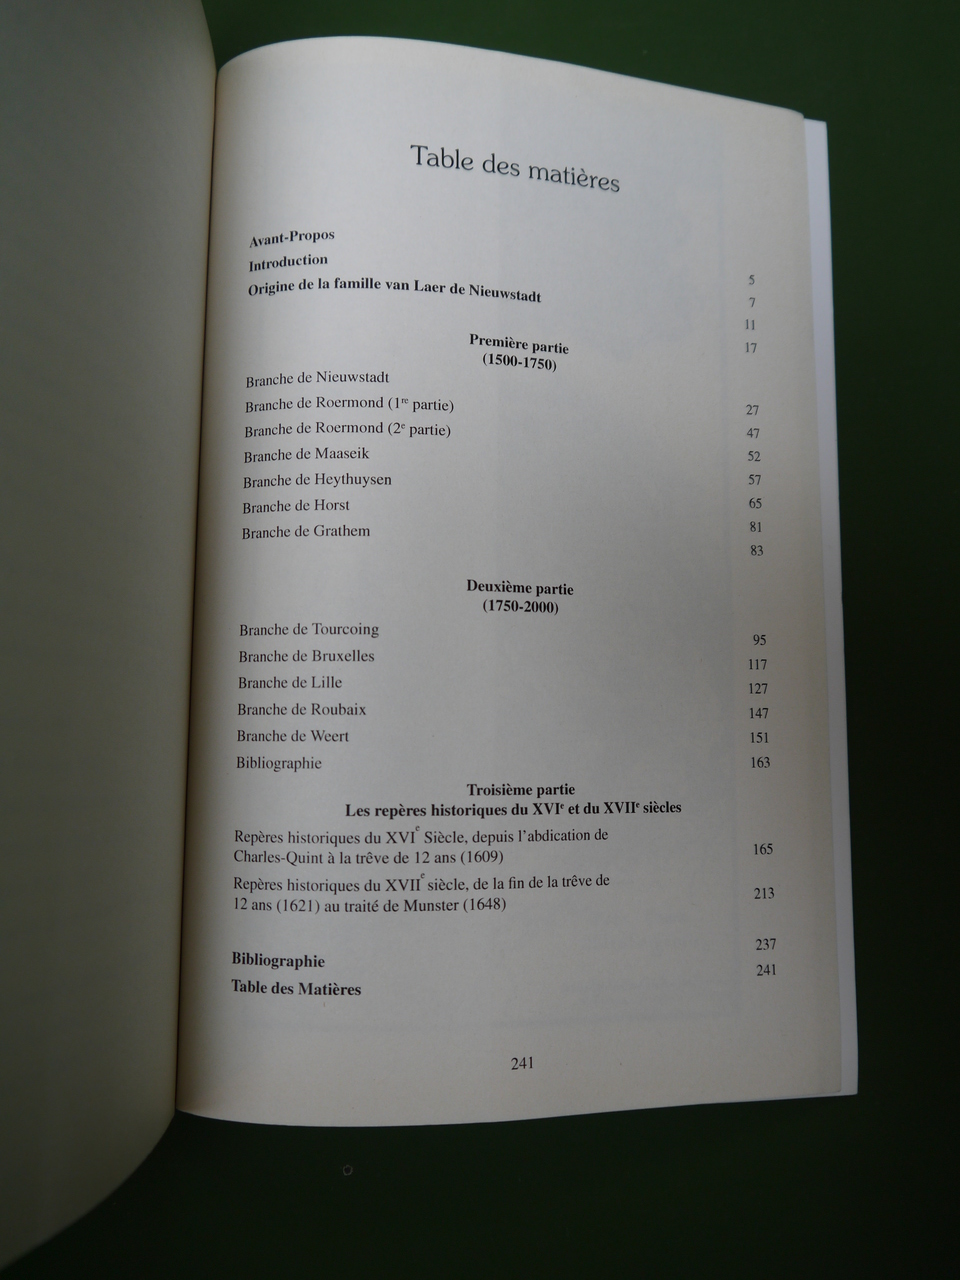 Table des matières
Avant-Propos 5
Introduction 7
Origine de la famille van Laer de Nieuwstadt 11
17
Première partie
(1500-1750)
Branche de Nieuwstadt 27
Branche de Roermond (1re partie) 47
Branche de Roermond (2e partie) 52
Branche de Maaseik 57
Branche de Heythuysen 65
Branche de Horst 81
Branche de Grathem 83
Deuxième partie
(1750-2000)
Branche de Tourcoing 95
Branche de Bruxelles 117
Branche de Lille 127
Branche de Roubaix 147
Branche de Weert 151
Bibliographie 163
Troisième partie
Les repères historiques du XVIe et du XVIIe siècles
Repères historiques du XVIe Siècle, depuis l'abdication de
Charles-Quint à la trêve de 12 ans (1609) 165
Repères historiques du XVIIe siècle, de la fin de la trêve de
12 ans (1621) au traité de Munster (1648) 213
Bibliographie 237
Table des Matières 241
241